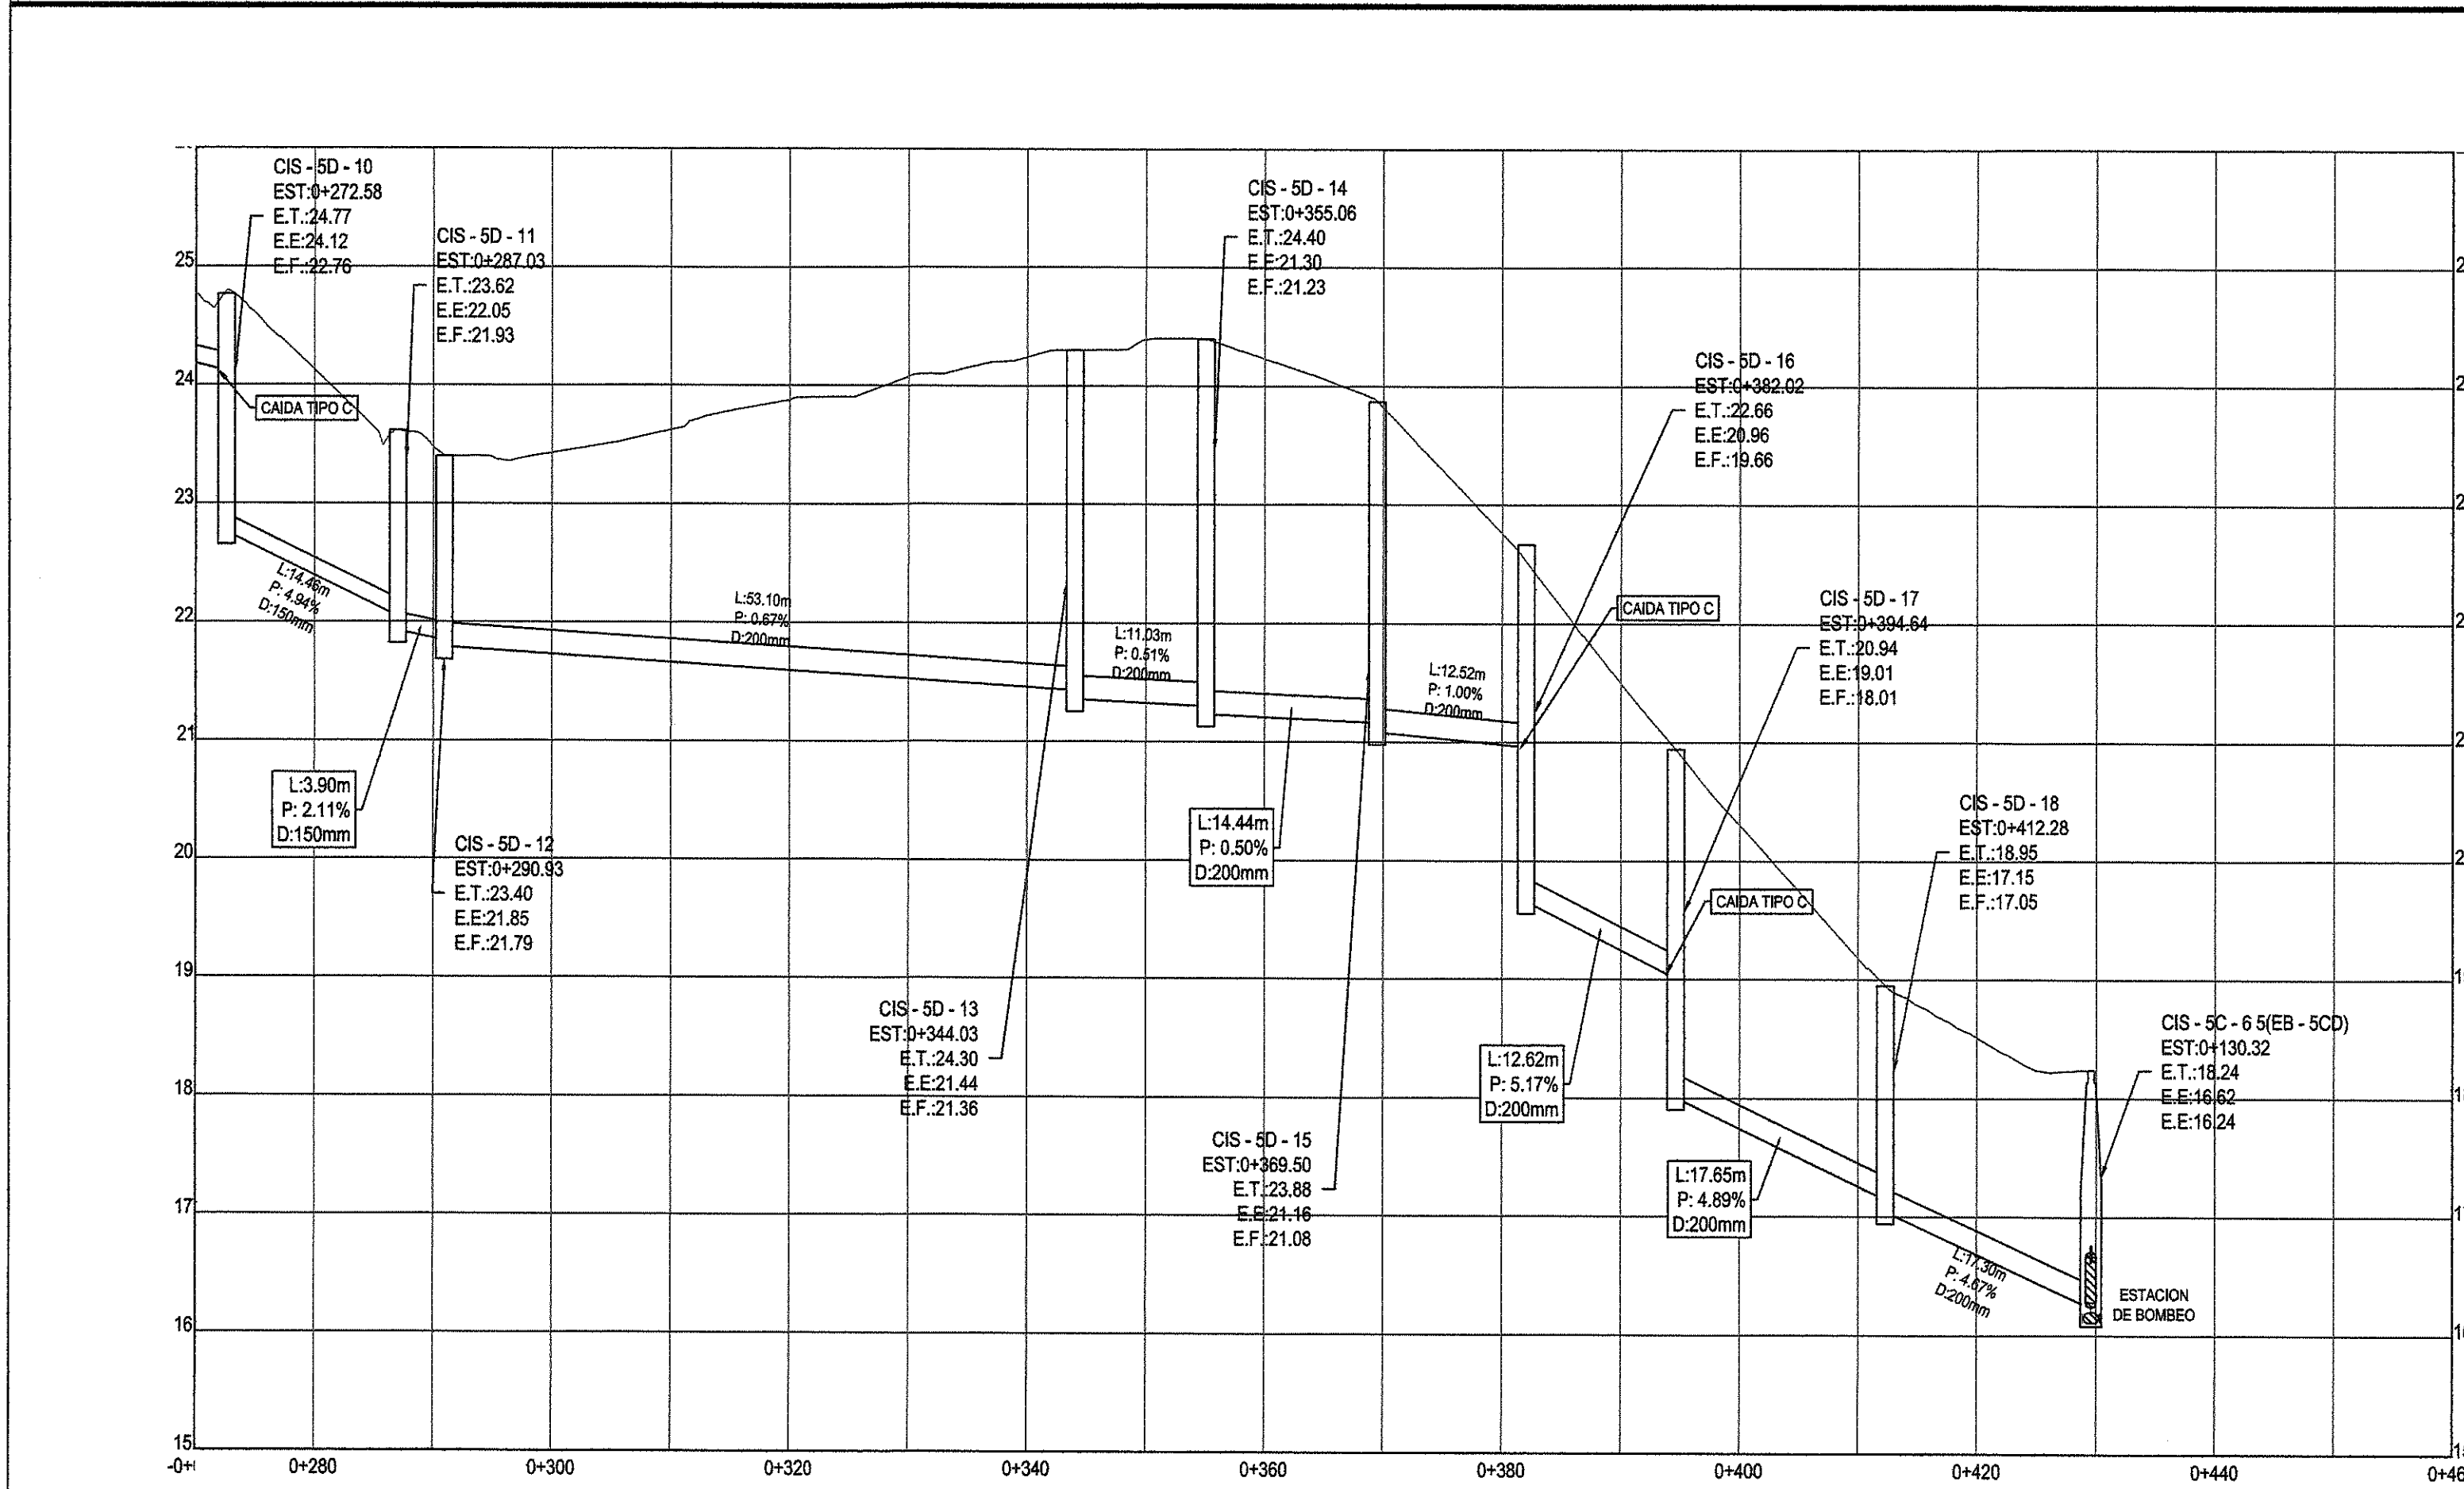 CIS - 5D - 10
EST:0+272.58
E.T.:24.77
E.E:24.12
E.F.:22.76
CIS - 5D - 11
EST:0+287.03
E.T.:23.62
E.E:22.05
E.F.:21.93
CIS - 5D - 14
EST:0+355.06
E.T.:24.40
E.E:21.30
E.F.:21.23
CIS - 5D - 16
EST:0+382.02
E.T.:22.66
E.E:20.96
E.F.:19.66
CAIDA TIPO C
L:14.46m
P: 4.94%
D:150mm
L:53.10m
P: 0.67%
D:200mm
L:11.03m
P: 0.51%
D:200mm
L:12.52m
P: 1.00%
D:200mm
CAIDA TIPO C
CIS - 5D - 17
EST:0+394.64
E.T.:20.94
E.E:19.01
E.F.:18.01
L:3.90m
P: 2.11%
D:150mm
CIS - 5D - 12
EST:0+290.93
E.T.:23.40
E.E:21.85
E.F.:21.79
L:14.44m
P: 0.50%
D:200mm
CIS - 5D - 18
EST:0+412.28
E.T.:18.95
E.E:17.15
E.F.:17.05
CAIDA TIPO C
CIS - 5D - 13
EST:0+344.03
E.T.:24.30
E.E:21.44
E.F.:21.36
CIS - 5D - 15
EST:0+369.50
E.T.:23.88
E.E:21.16
E.F.:21.08
L:12.62m
P: 5.17%
D:200mm
L:17.65m
P: 4.89%
D:200mm
CIS - 5C - 6 5(EB - 5CD)
EST:0+130.32
E.T.:18.24
E.E:16.62
E.E:16.24
L:17.30m
P: 4.67%
D:200mm
ESTACION
DE BOMBEO
25
24
23
22
21
20
19
18
17
16
15
0+280
0+300
0+320
0+340
0+360
0+380
0+400
0+420
0+440